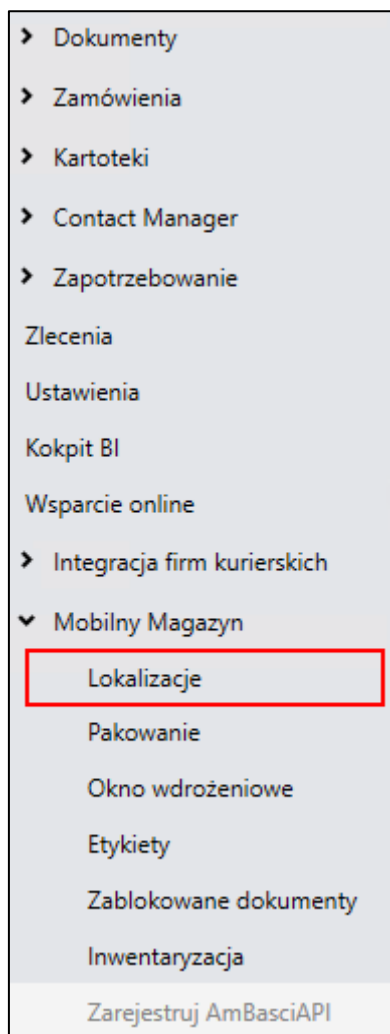 Dokumenty
Zamówienia
Kartoteki
Contact Manager
Zapotrzebowanie
Zlecenia
Ustawienia
Kokpit BI
Wsparcie online
Integracja firm kurierskich
Mobilny Magazyn
Lokalizacje
Pakowanie
Okno wdrożeniowe
Etykiety
Zablokowane dokumenty
Inwentaryzacja
Zarejestruj AmBasciAPI